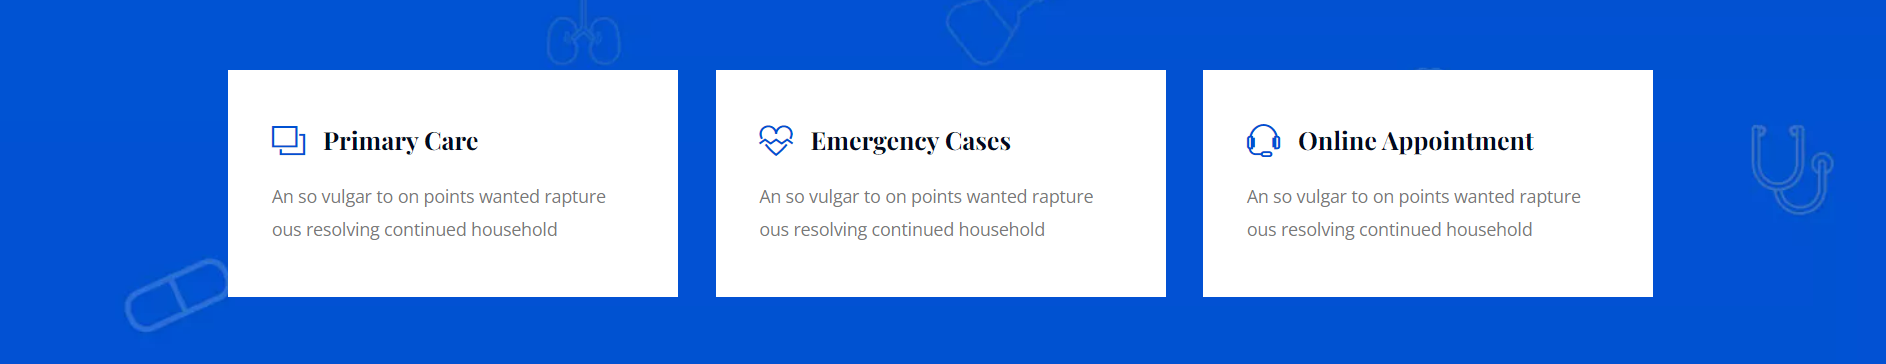 Primary Care
An so vulgar to on points wanted rapture
ous resolving continued household
Emergency Cases
An so vulgar to on points wanted rapture
ous resolving continued household
Online Appointment
An so vulgar to on points wanted rapture
ous resolving continued household